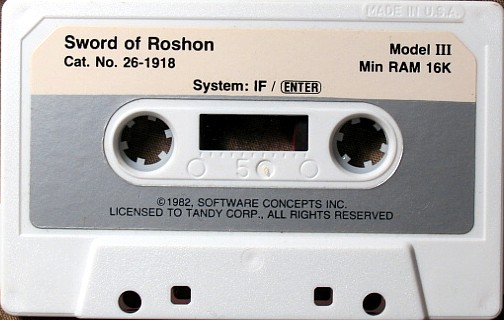 MADE IN U.S.A.
Sword of Roshon
Model III
Cat. No. 26-1918
Min RAM 16K
System: IF / ENTER
50
©1982, SOFTWARE CONCEPTS INC.
LICENSED TO TANDY CORP., ALL RIGHTS RESERVED